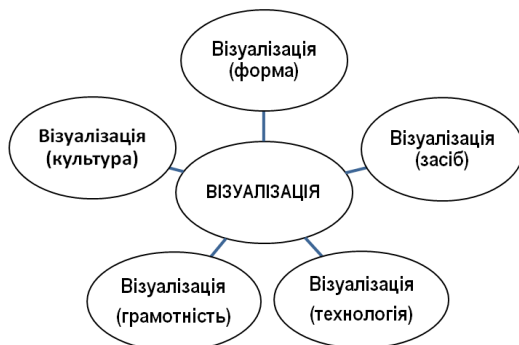 Візуалізація
(форма)
Візуалізація
(культура)
Візуалізація
(засіб)
ВІЗУАЛІЗАЦІЯ
Візуалізація
(грамотність)
Візуалізація
(технологія)